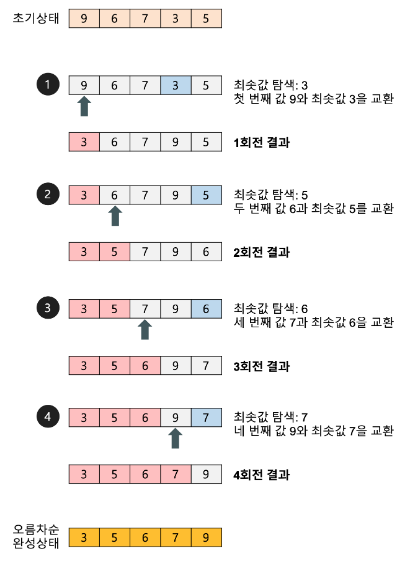 초기상태 9 6 7 3 5
1 9 6 7 3 5 최솟값 탐색: 3
첫 번째 값 9와 최솟값 3을 교환
3 6 7 9 5 1회전 결과
2 3 6 7 9 5 최솟값 탐색: 5
두 번째 값 6과 최솟값 5를 교환
3 5 7 9 6 2회전 결과
3 3 5 7 9 6 최솟값 탐색: 6
세 번째 값 7과 최솟값 6을 교환
3 5 6 9 7 3회전 결과
4 3 5 6 9 7 최솟값 탐색: 7
네 번째 값 9와 최솟값 7을 교환
3 5 6 7 9 4회전 결과
오름차순
완성상태 3 5 6 7 9